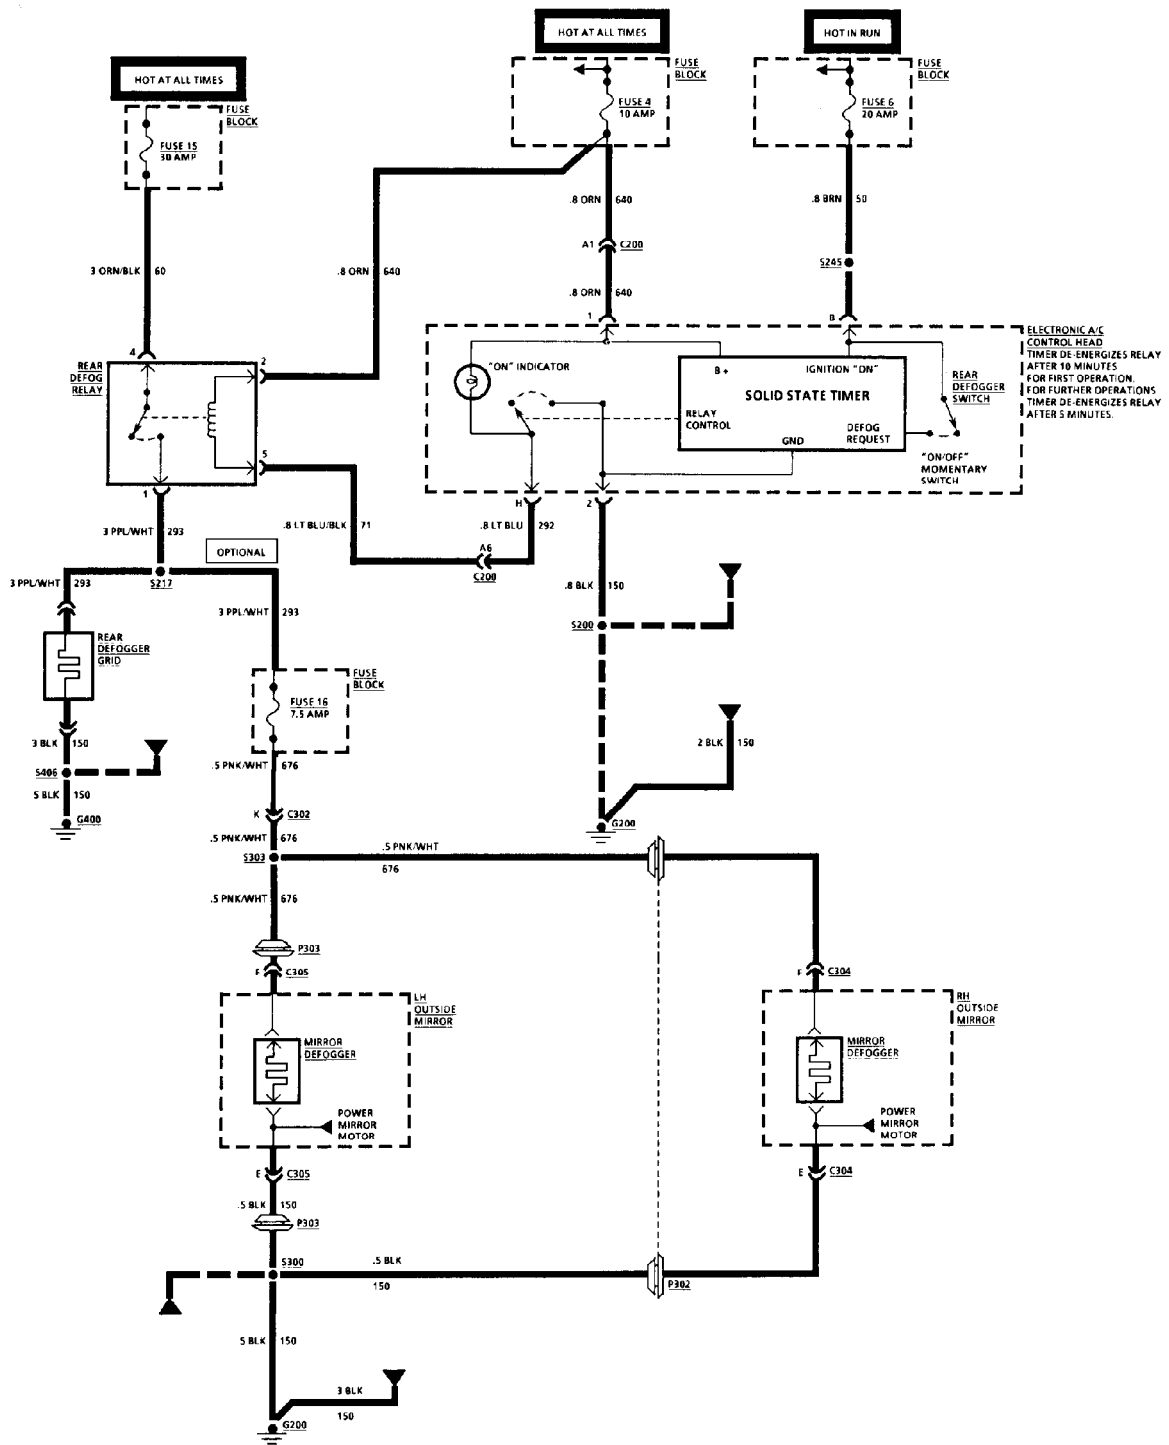 HOT AT ALL TIMES
HOT IN RUN
HOT AT ALL TIMES
FUSE
BLOCK
FUSE 4
10 AMP
FUSE
BLOCK
FUSE 6
20 AMP
FUSE
BLOCK
FUSE 15
30 AMP
.8 ORN 640
.8 BRN 50
A1 C200
S245
3 ORN/BLK 60
.8 ORN 640
.8 ORN 640
1
B
ELECTRONIC A/C
CONTROL HEAD
TIMER DE-ENERGIZES RELAY
AFTER 10 MINUTES
FOR FIRST OPERATION.
FOR FURTHER OPERATIONS
TIMER DE-ENERGIZES RELAY
AFTER 5 MINUTES.
4
2
REAR
DEFOG
RELAY
"ON" INDICATOR
B +
IGNITION "ON"
SOLID STATE TIMER
REAR
DEFOGGER
SWITCH
RELAY
CONTROL
DEFOG
REQUEST
GND
"ON/OFF"
MOMENTARY
SWITCH
5
1
H
2
3 PPL/WHT 293
.8 LT BLU/BLK 71
.8 LT BLU 292
OPTIONAL
A6
C200
S217
3 PPL/WHT 293
.8 BLK 150
3 PPL/WHT 293
S200
REAR
DEFOGGER
GRID
FUSE
BLOCK
FUSE 16
7.5 AMP
3 BLK 150
2 BLK 150
.5 PNK/WHT 676
S406
5 BLK 150
G400
K C302
G200
.5 PNK/WHT 676
S303
.5 PNK/WHT
676
.5 PNK/WHT 676
P303
F C305
F C304
LH
OUTSIDE
MIRROR
RH
OUTSIDE
MIRROR
MIRROR
DEFOGGER
MIRROR
DEFOGGER
POWER
MIRROR
MOTOR
POWER
MIRROR
MOTOR
E C305
E C304
.5 BLK 150
P303
S300
.5 BLK
150
P302
5 BLK 150
3 BLK
150
G200